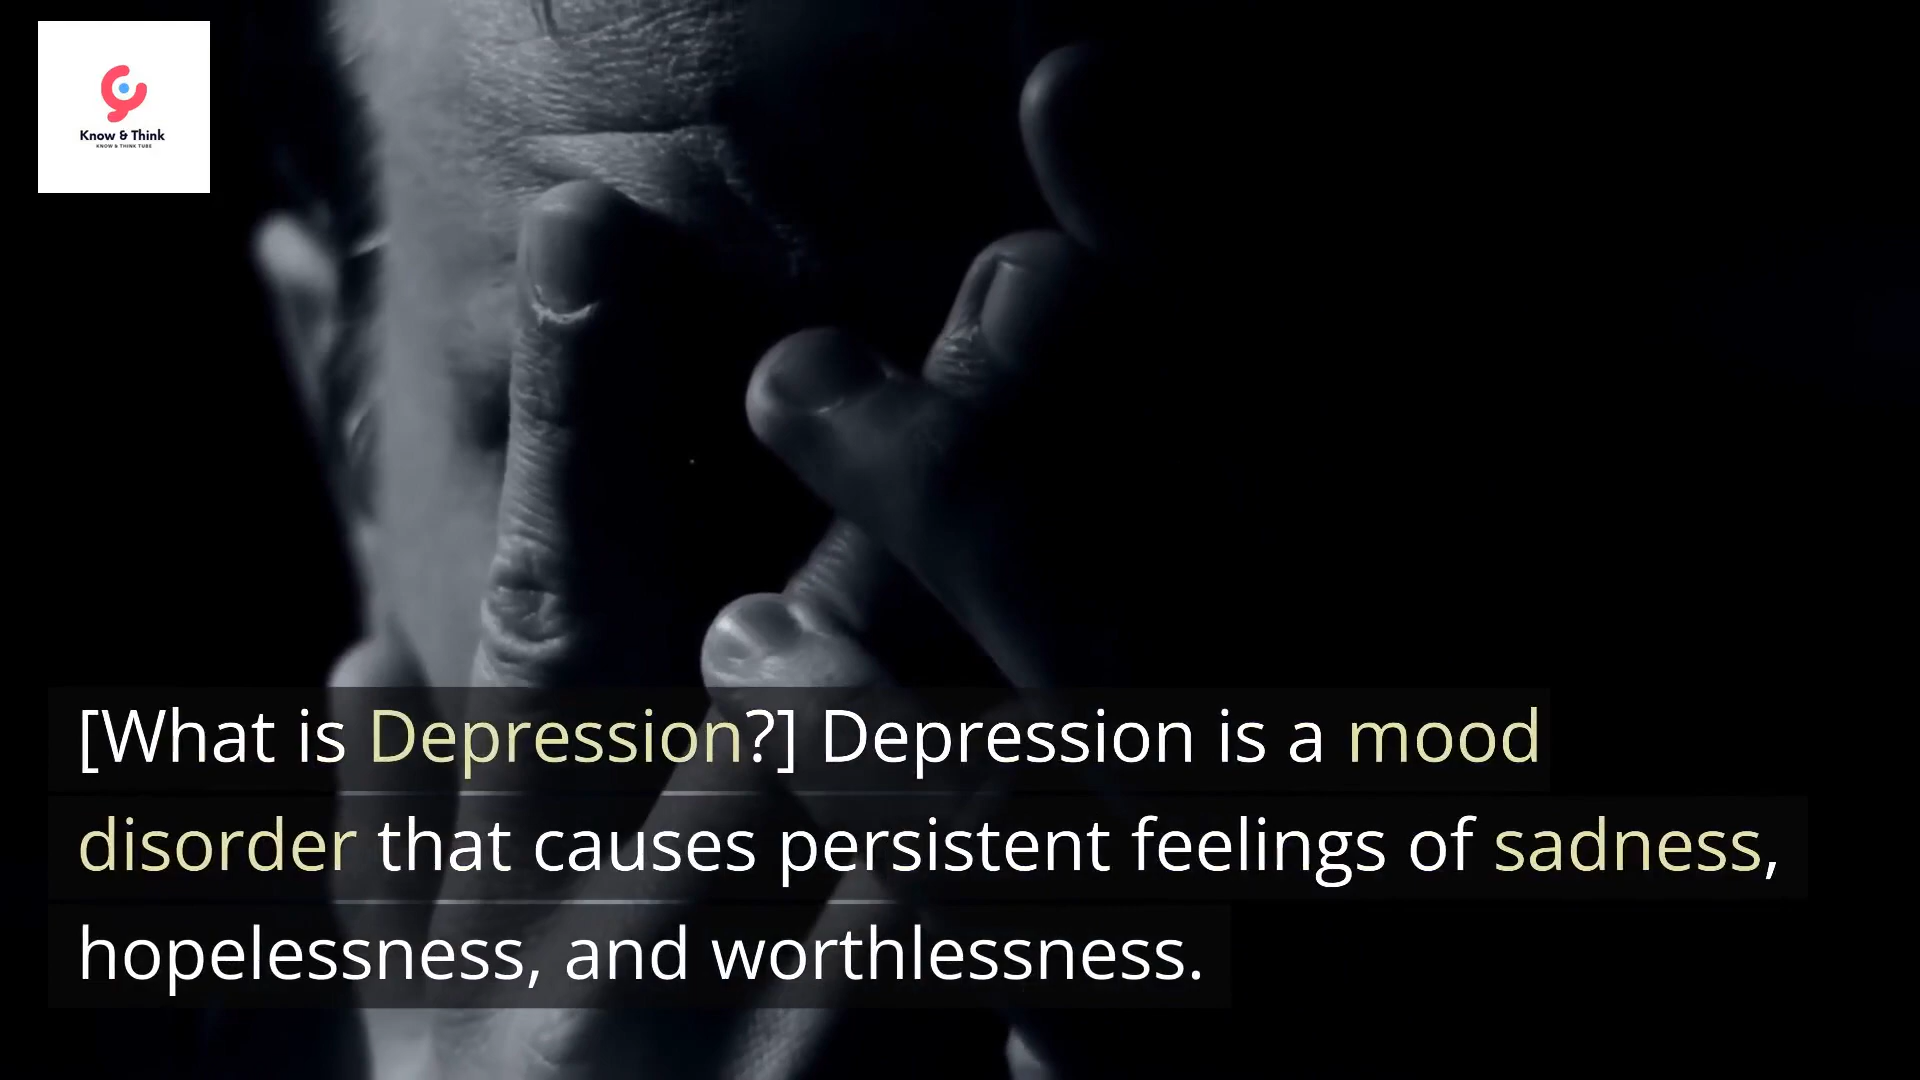 Know & Think
KNOW & THINK TUBE
[What is Depression?] Depression is a mood
disorder that causes persistent feelings of sadness,
hopelessness, and worthlessness.